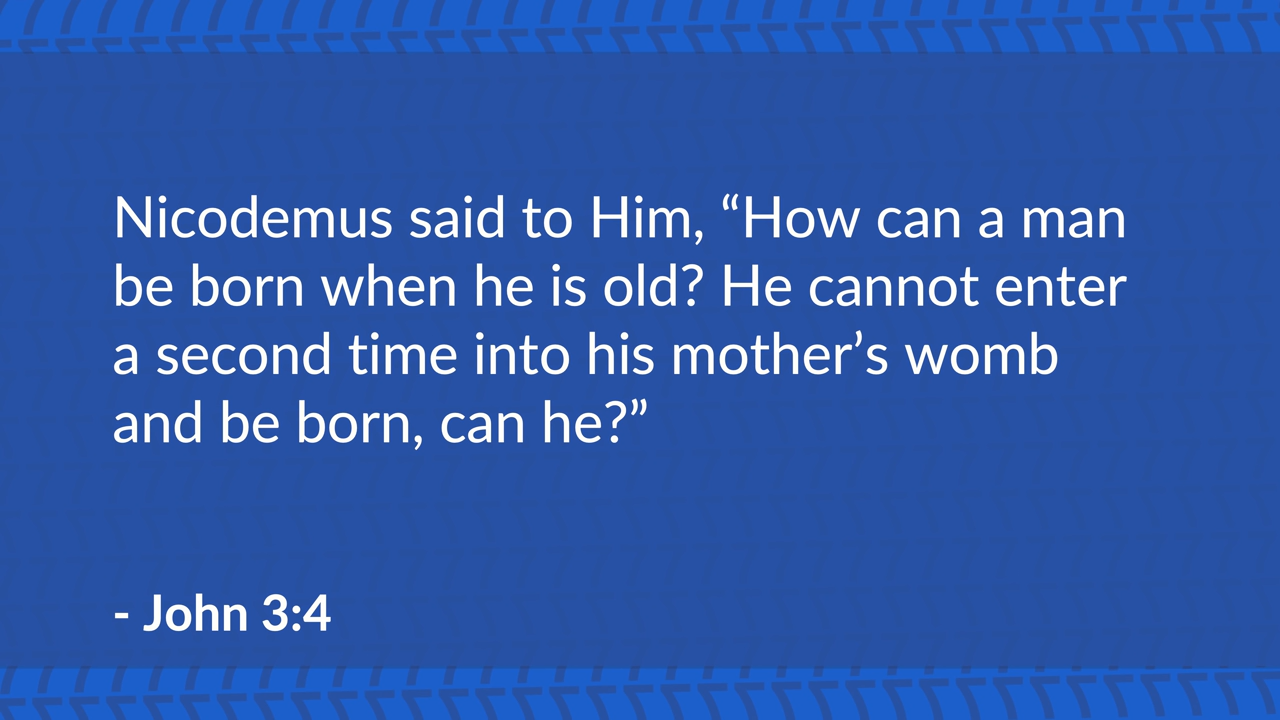 Nicodemus said to Him, “How can a man
be born when he is old? He cannot enter
a second time into his mother’s womb
and be born, can he?”
- John 3:4